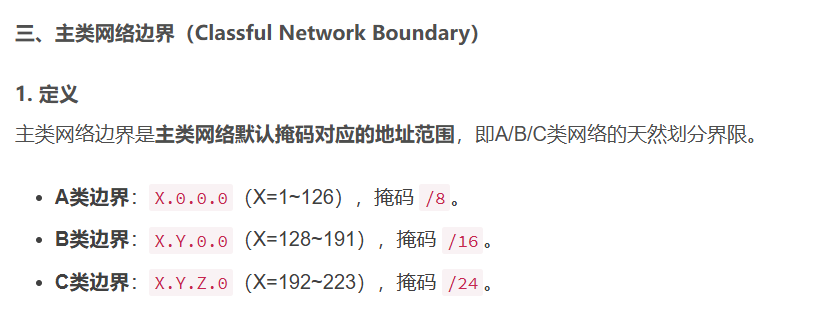 三、主类网络边界（Classful Network Boundary）
1. 定义
主类网络边界是主类网络默认掩码对应的地址范围，即A/B/C类网络的天然划分界限。
• A类边界：X.0.0.0（X=1~126），掩码 /8。
• B类边界：X.Y.0.0（X=128~191），掩码 /16。
• C类边界：X.Y.Z.0（X=192~223），掩码 /24。